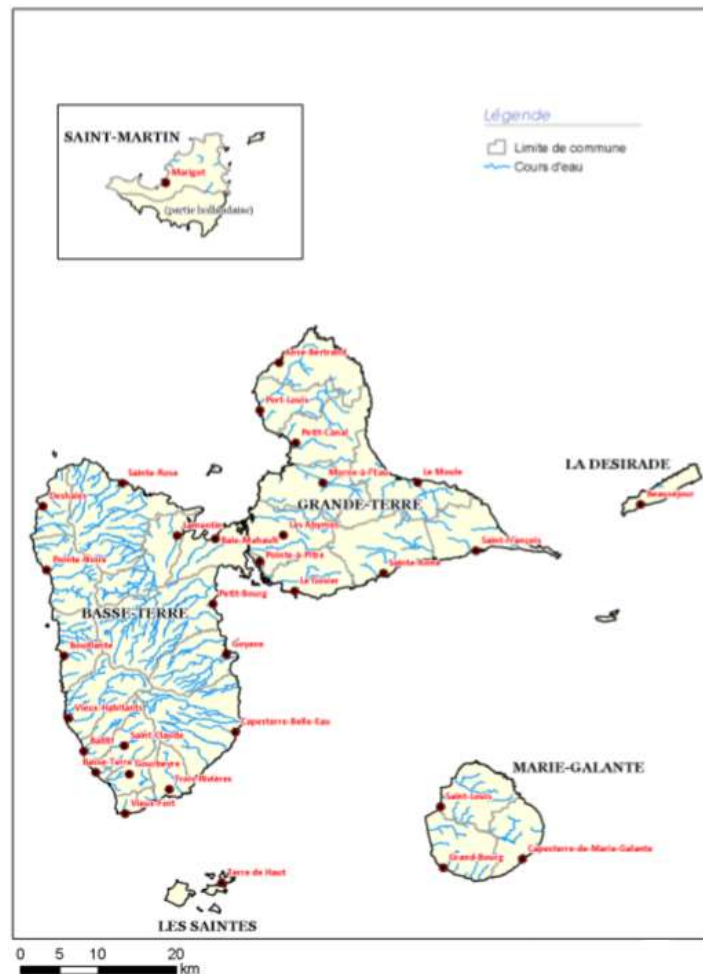 SAINT-MARTIN
Marigot
(partie hollandaise)
Légende
Limite de commune
Cours d'eau
Anse-Bertrand
Port-Louis
Petit-Canal
Morne-à-l'Eau
Le Moule
GRANDE-TERRE
LA DESIRADE
Beausejour
Sainte-Rose
Deshaies
Lamentin
Baie-Mahault
Les Abymes
Saint-François
Pointe-à-Pitre
Sainte-Anne
Le Gosier
Pointe-Noire
Petit-Bourg
BASSE-TERRE
Bouillante
Goyave
Vieux-Habitants
Capesterre-Belle-Eau
Saint-Claude
Baillif
Basse-Terre
Gourbeyre
Trois-Rivières
Vieux-Fort
MARIE-GALANTE
Saint-Louis
Capesterre-de-Marie-Galante
Grand-Bourg
Terre de Haut
LES SAINTES
0 5 10 20
km